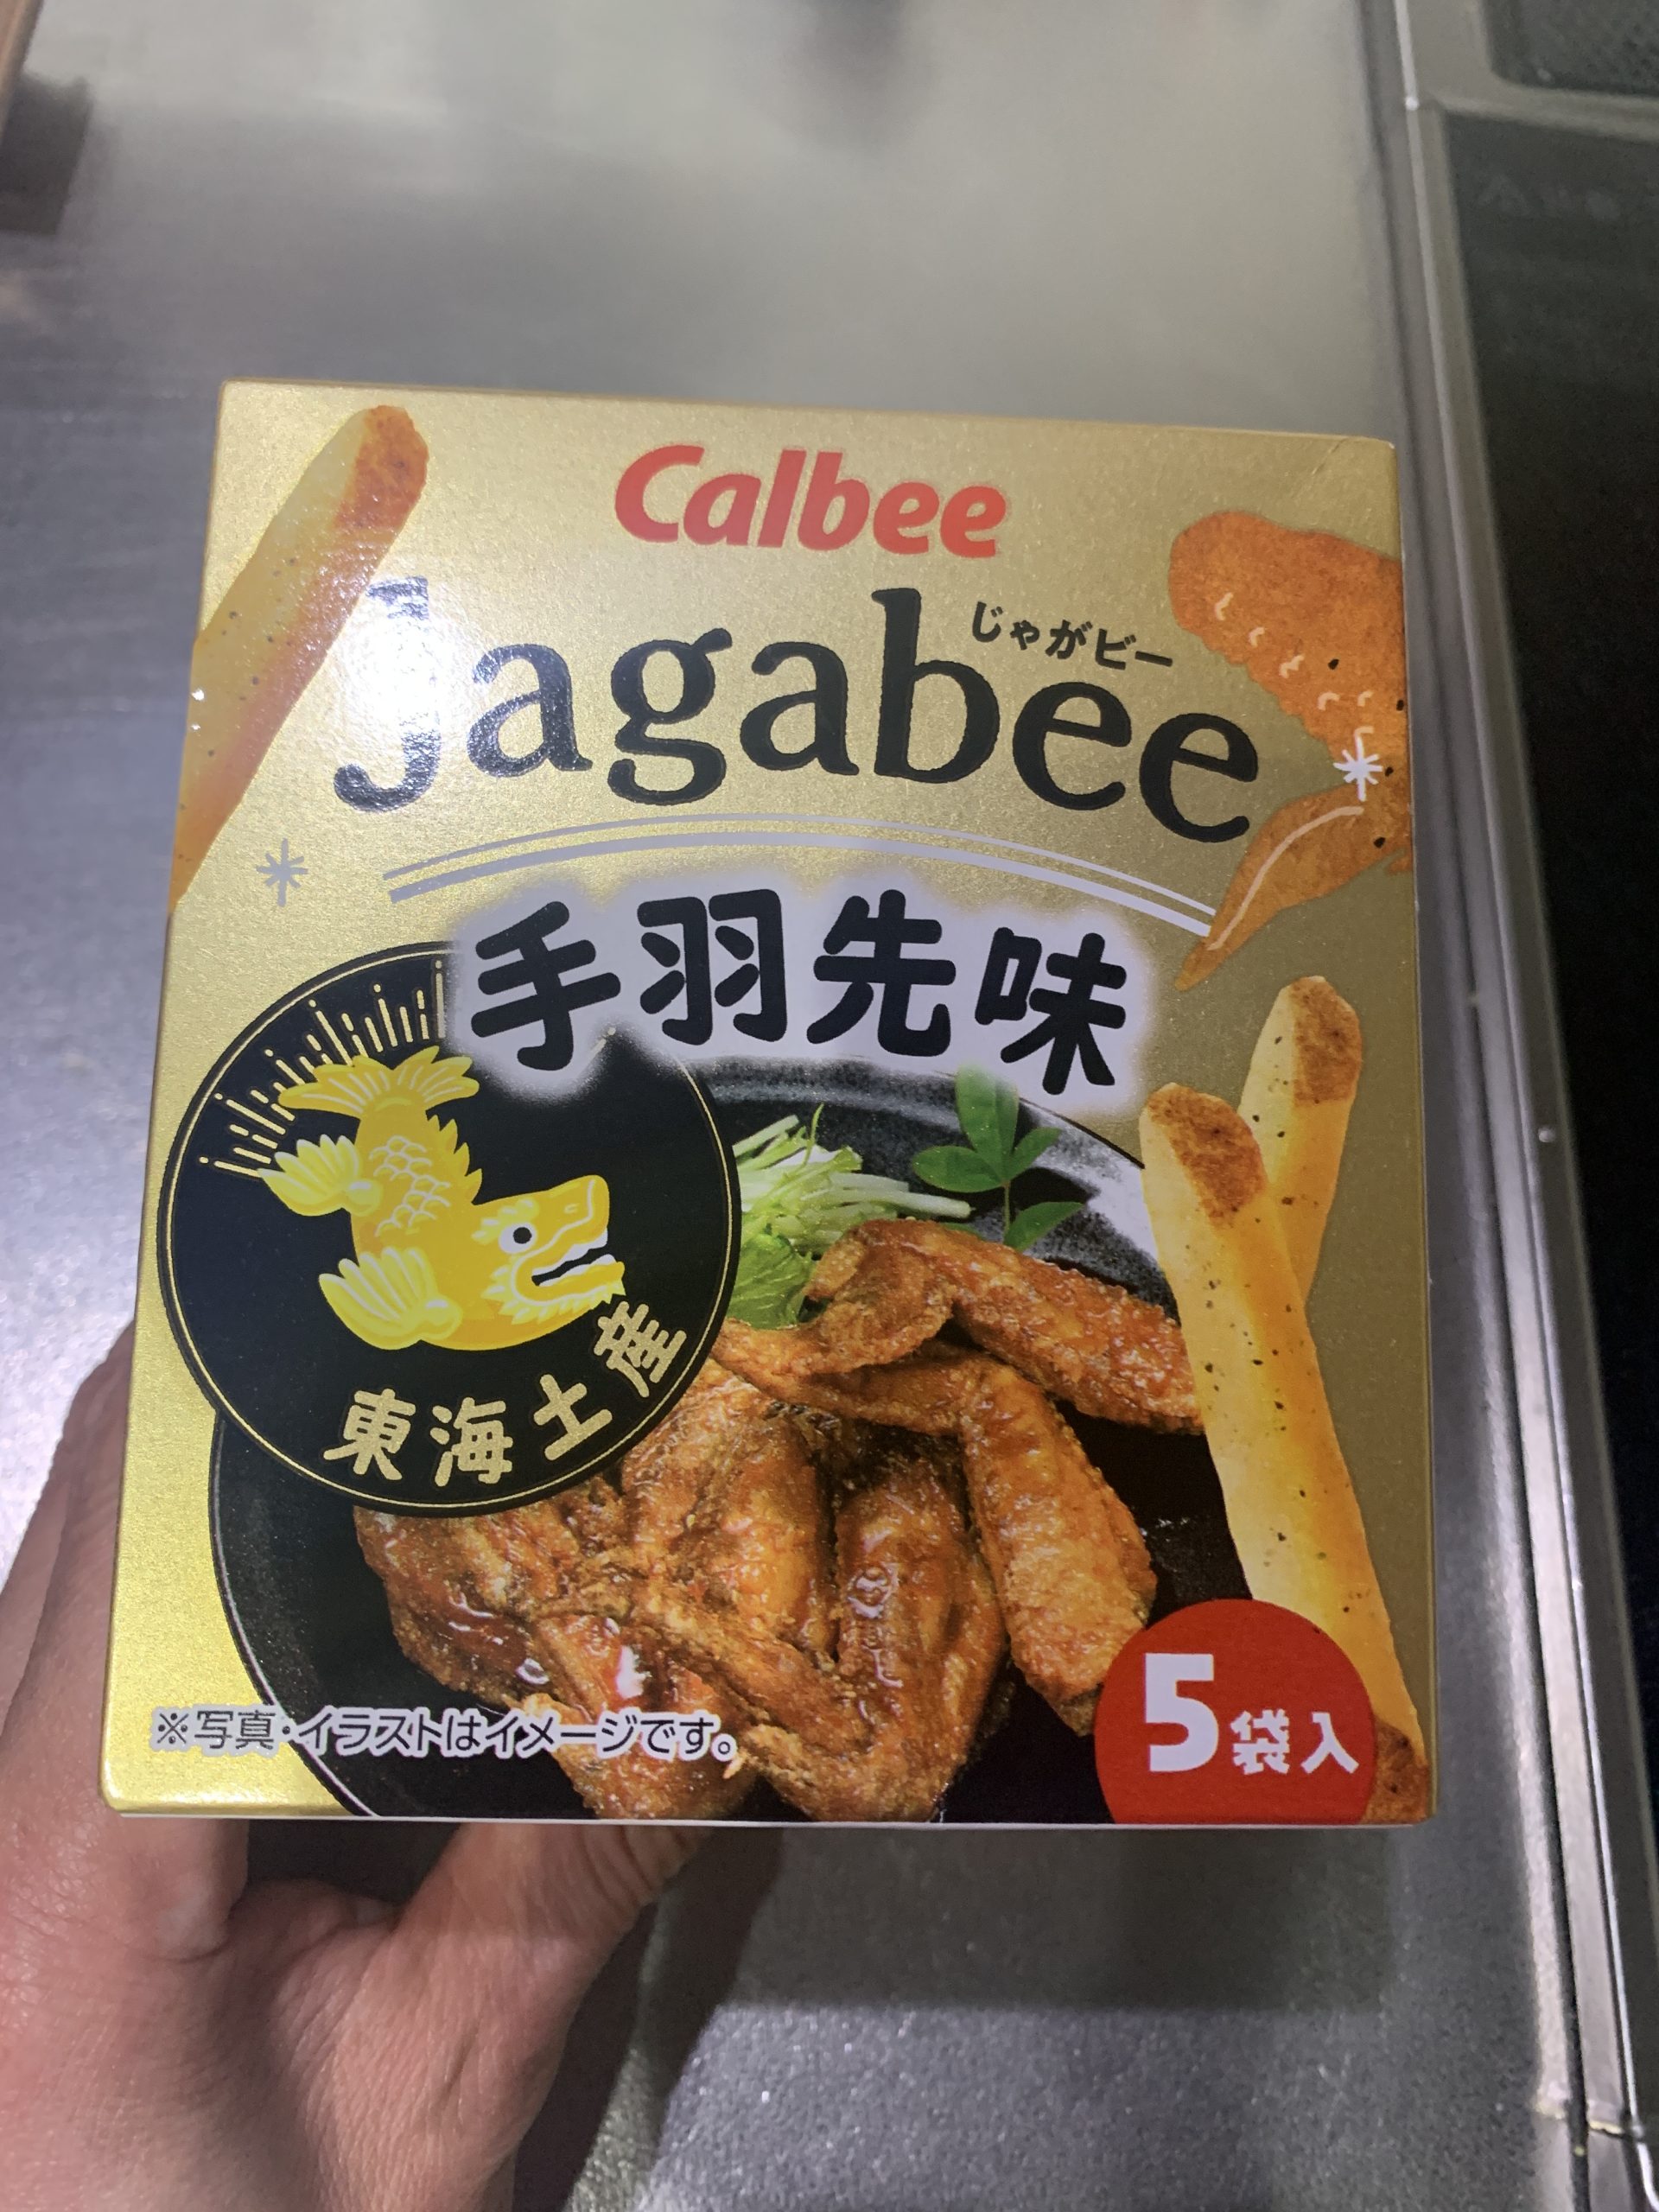 Calbee
じゃがビー
Jagabee
手羽先味
東海土産
※写真・イラストはイメージです。
5袋入